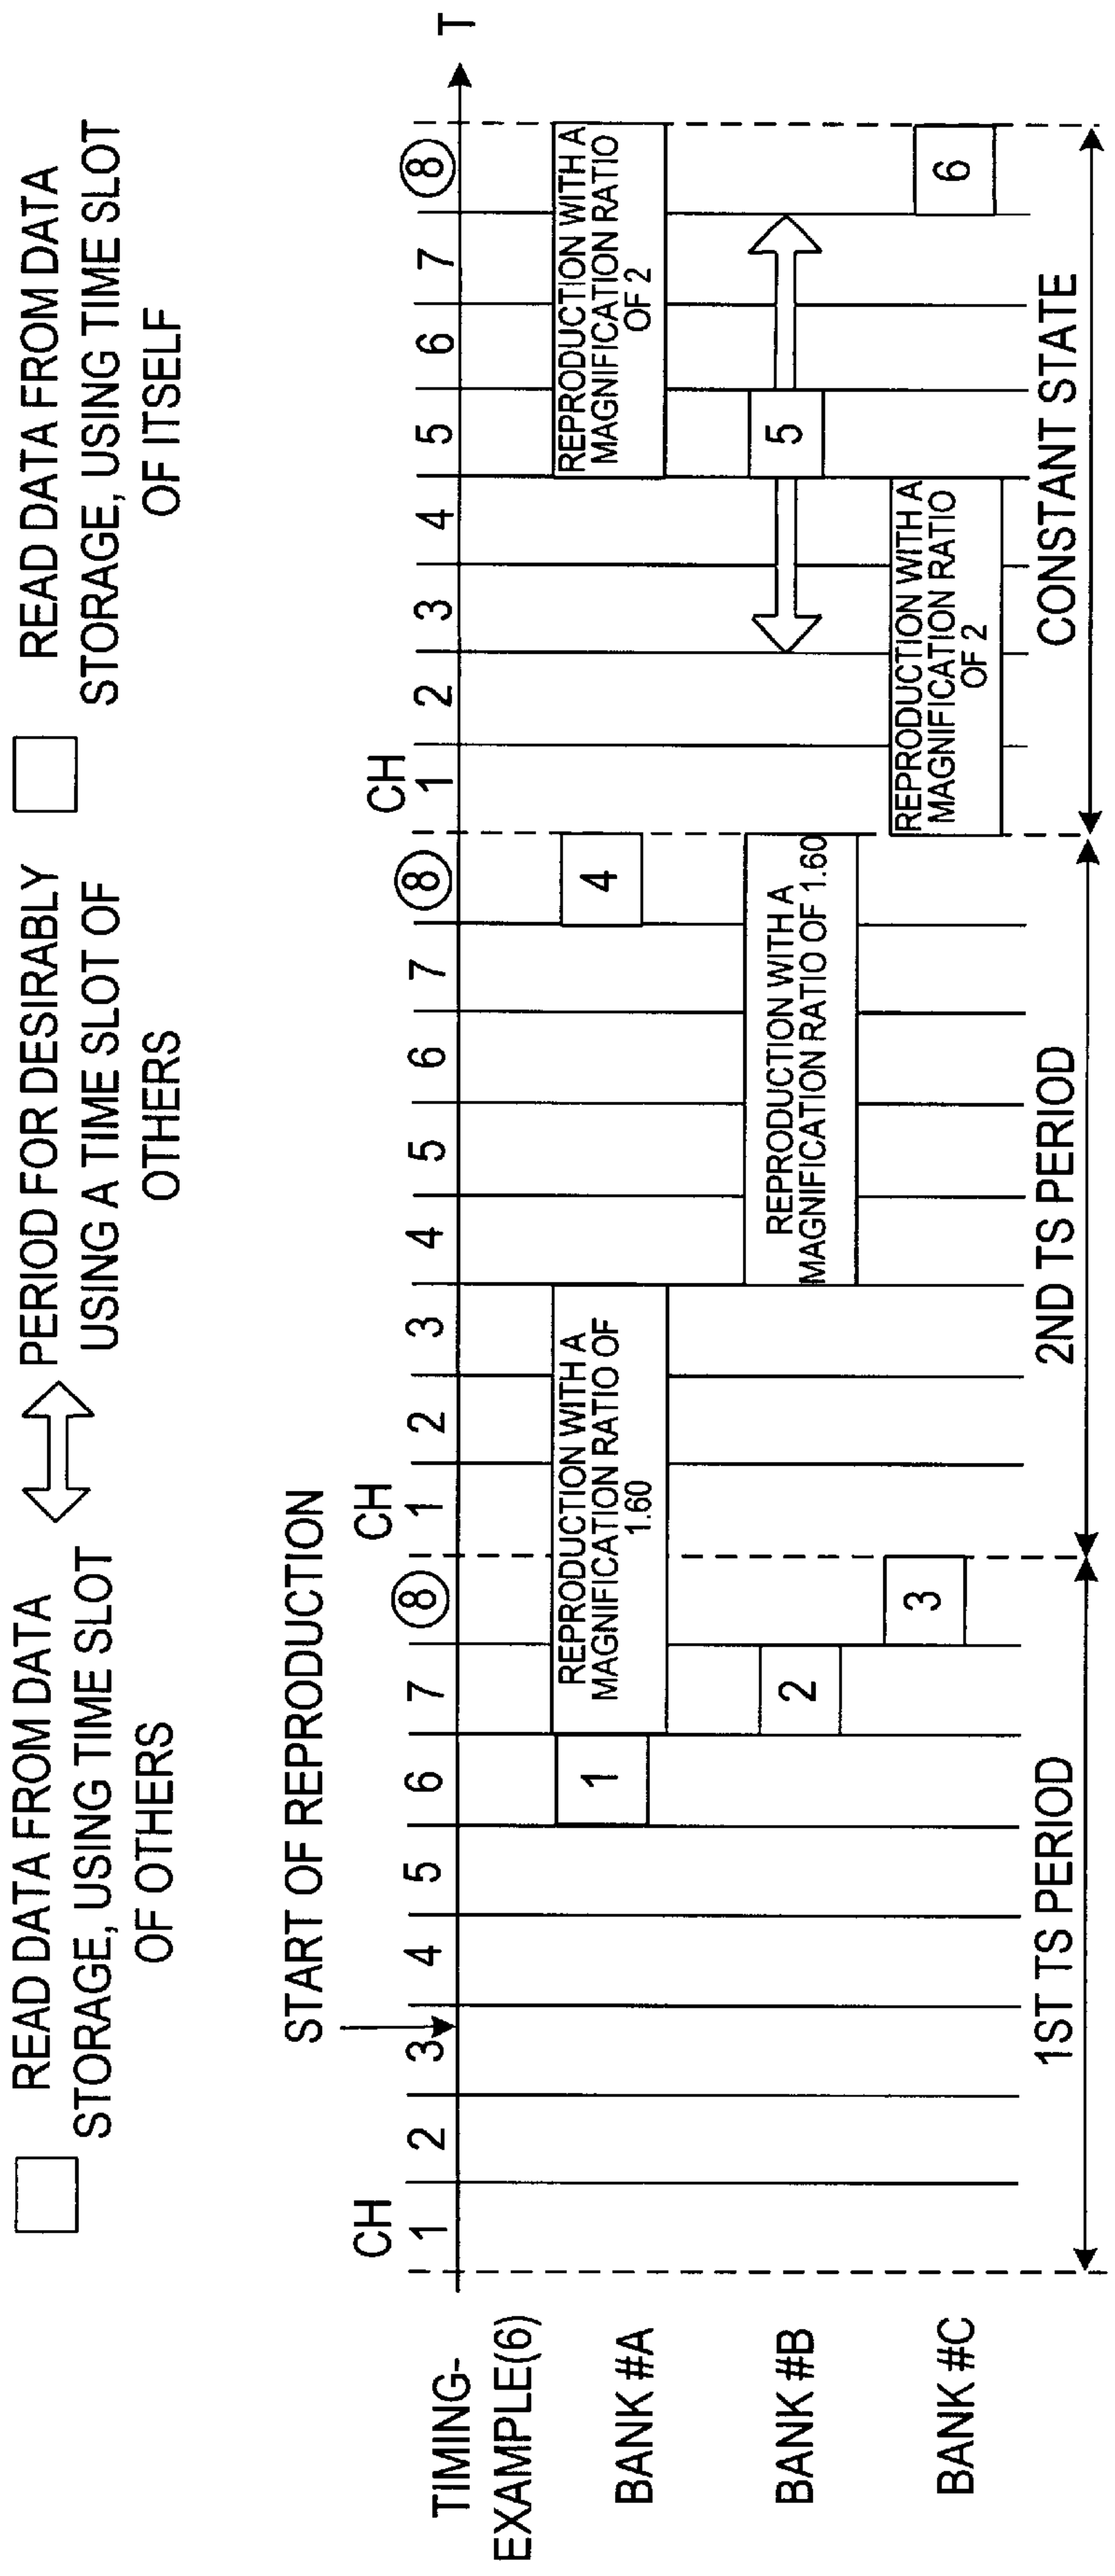 READ DATA FROM DATA
STORAGE, USING TIME SLOT
OF OTHERS
PERIOD FOR DESIRABLY
USING A TIME SLOT OF
OTHERS
READ DATA FROM DATA
STORAGE, USING TIME SLOT
OF ITSELF
START OF REPRODUCTION
CH CH CH
1 2 3 4 5 6 7 8 1 2 3 4 5 6 7 8 1 2 3 4 5 6 7 8
T
TIMING-
EXAMPLE(6)
BANK #A
1
REPRODUCTION WITH A
MAGNIFICATION RATIO OF
1.60
4
REPRODUCTION WITH A
MAGNIFICATION RATIO
OF 2
BANK #B
2
REPRODUCTION WITH A
MAGNIFICATION RATIO OF 1.60
5
BANK #C
3
REPRODUCTION WITH A
MAGNIFICATION RATIO
OF 2
6
1ST TS PERIOD
2ND TS PERIOD
CONSTANT STATE